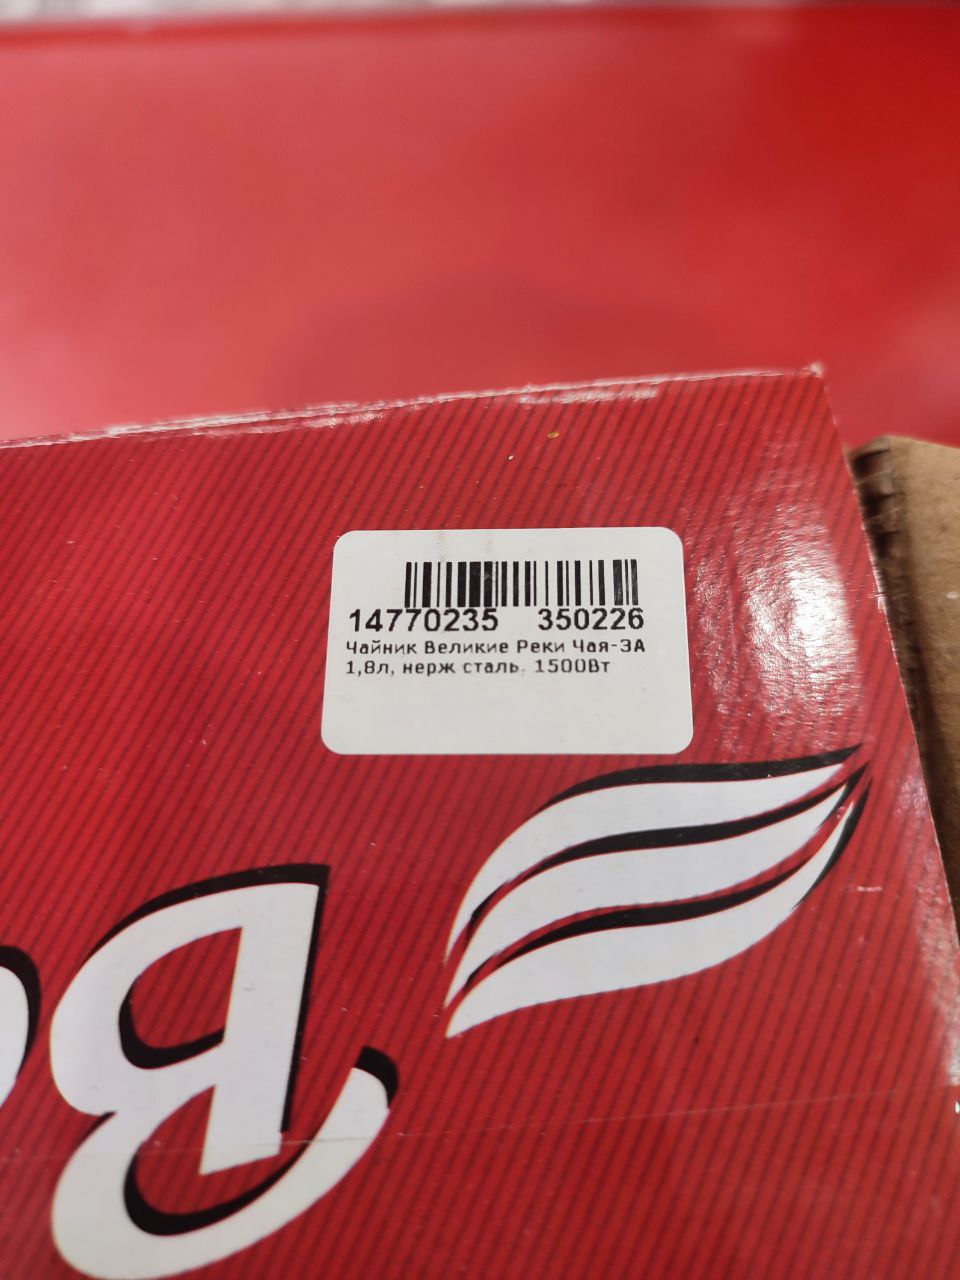 14770235 350226
Чайник Великие Реки Чая-3А
1,8л, нерж сталь. 1500Вт